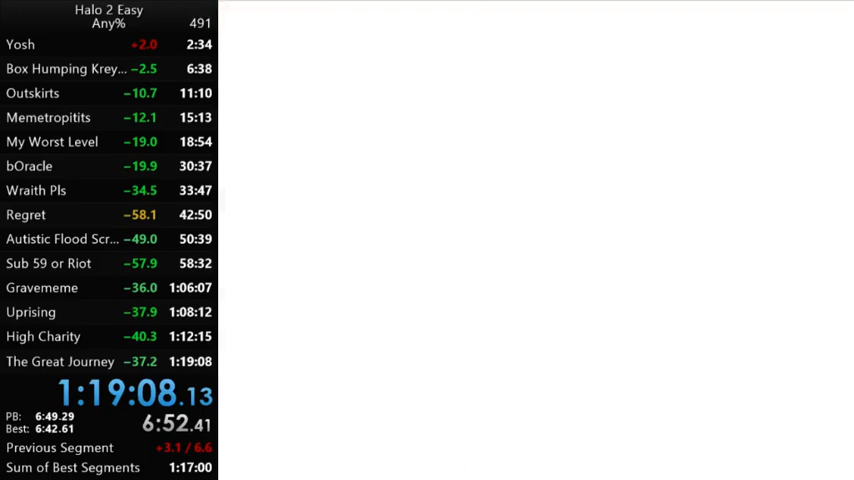 Halo 2 Easy
Any% 491
Yosh +2.0 2:34
Box Humping Krey... −2.5 6:38
Outskirts −10.7 11:10
Memetropitits −12.1 15:13
My Worst Level −19.0 18:54
bOracle −19.9 30:37
Wraith Pls −34.5 33:47
Regret −58.1 42:50
Autistic Flood Scr... −49.0 50:39
Sub 59 or Riot −57.9 58:32
Gravememe −36.0 1:06:07
Uprising −37.9 1:08:12
High Charity −40.3 1:12:15
The Great Journey −37.2 1:19:08
1:19:08.13
PB: 6:49.29
Best: 6:42.61
6:52.41
Previous Segment +3.1 / 6.6
Sum of Best Segments 1:17:00